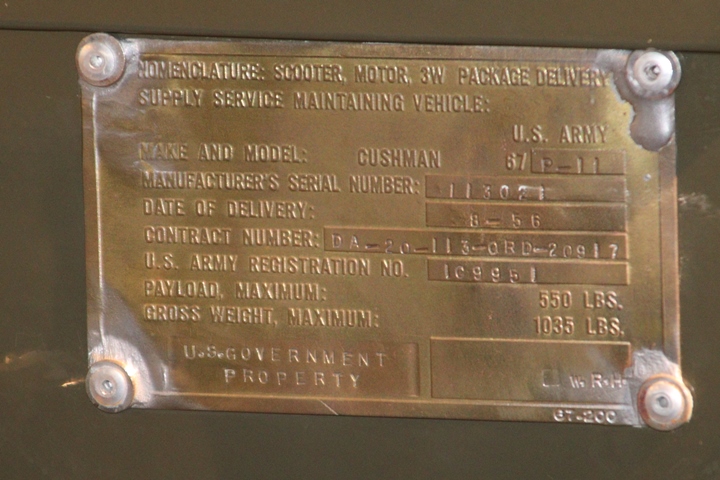 NOMENCLATURE: SCOOTER, MOTOR, 3W PACKAGE DELIVERY
SUPPLY SERVICE MAINTAINING VEHICLE:
U.S. ARMY
MAKE AND MODEL: CUSHMAN 67 P-11
MANUFACTURER'S SERIAL NUMBER: 113021
DATE OF DELIVERY: 8-56
CONTRACT NUMBER: DA-20-113-ORD-20917
U.S. ARMY REGISTRATION NO. 1C9951
PAYLOAD, MAXIMUM: 550 LBS.
GROSS WEIGHT, MAXIMUM: 1035 LBS.
U.S. GOVERNMENT
PROPERTY
W.R.H
67-200